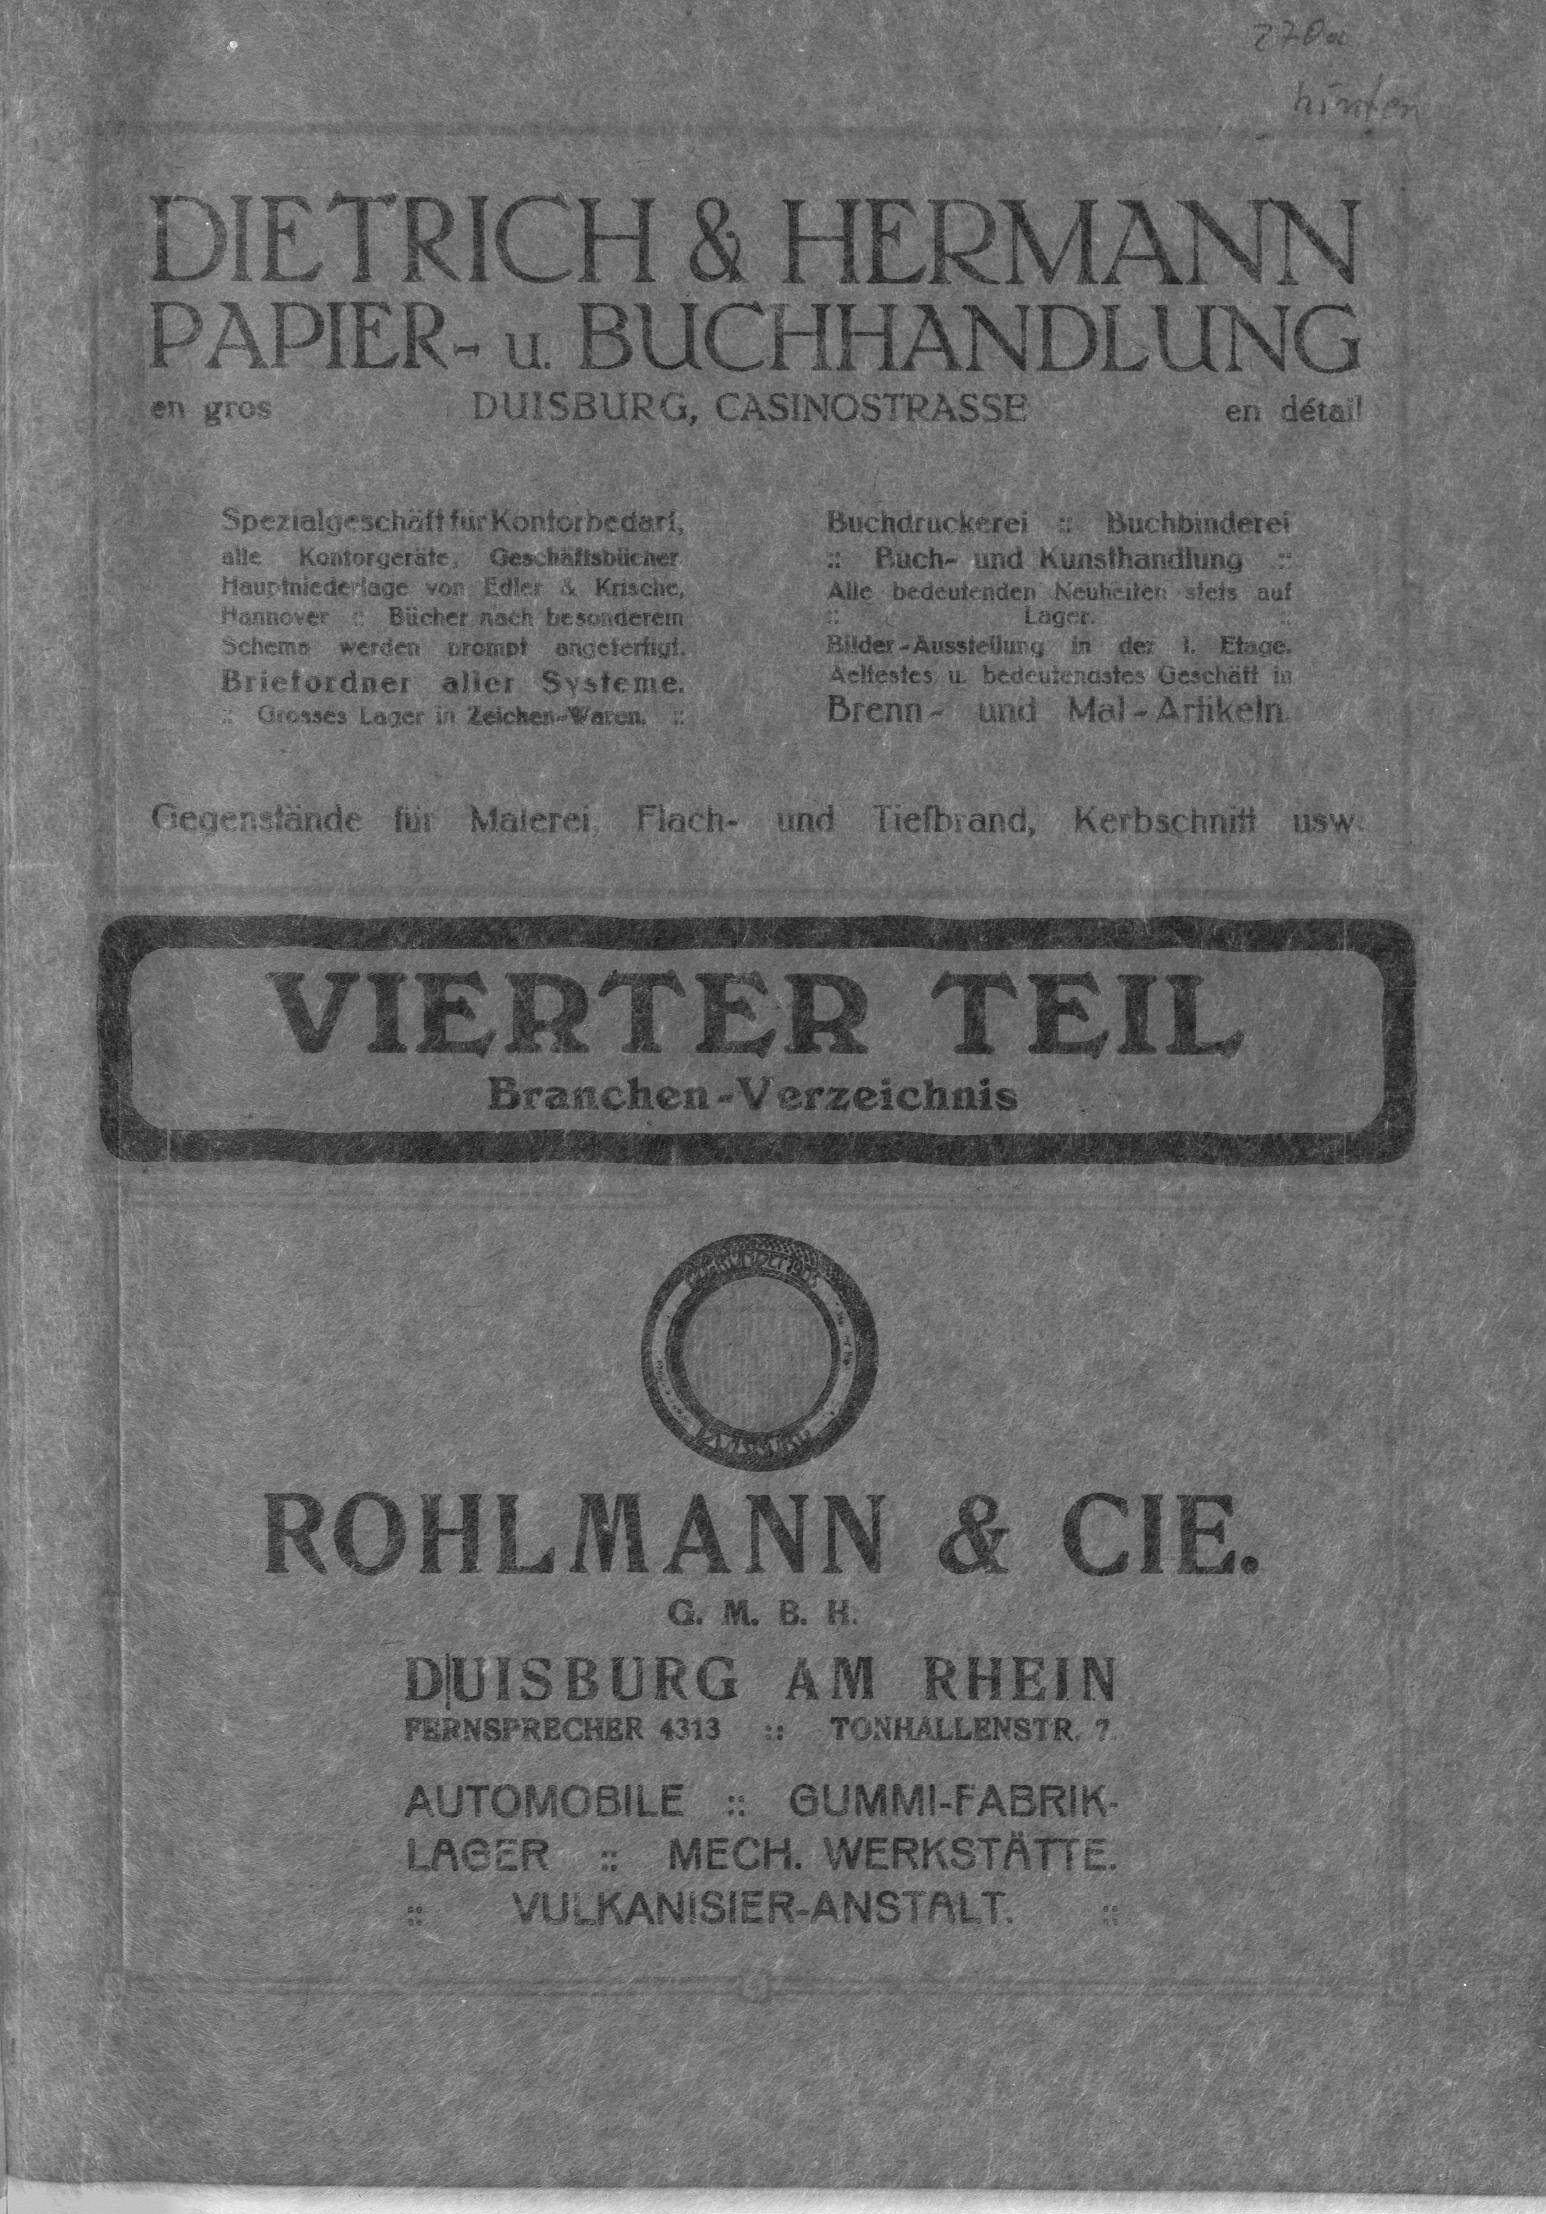 270a
hinten
DIETRICH & HERMANN
PAPIER- u. BUCHHANDLUNG
en gros DUISBURG, CASINOSTRASSE en détail
Spezialgeschäft für Kontorbedarf,
alle Kontorgeräte, Geschäftsbücher
Hauptniederlage von Edler & Krische,
Hannover :: Bücher nach besonderem
Schema werden prompt angefertigt.
Briefordner aller Systeme.
:: Grosses Lager in Zeichen-Waren. ::
Buchdruckerei :: Buchbinderei
:: Buch- und Kunsthandlung ::
Alle bedeutenden Neuheiten stets auf
:: Lager. ::
Bilder-Ausstellung in der 1. Etage.
Aeltestes u. bedeutendstes Geschäft in
Brenn- und Mal-Artikeln.
Gegenstände für Malerei, Flach- und Tiefbrand, Kerbschnitt usw.
VIERTER TEIL
Branchen-Verzeichnis
DUISBURG
ROHLMANN & CIE.
G. M. B. H.
DUISBURG AM RHEIN
FERNSPRECHER 4313 :: TONHALLENSTR. 7.
AUTOMOBILE :: GUMMI-FABRIK-
LAGER :: MECH. WERKSTÄTTE.
:: VULKANISIER-ANSTALT. ::